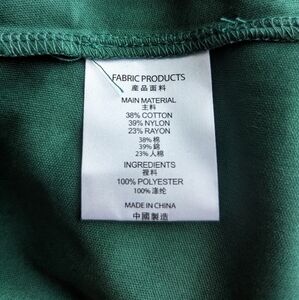 FABRIC PRODUCTS
産品面料
MAIN MATERIAL
主料
38% COTTON
39% NYLON
23% RAYON
38% 棉
39% 錦
23% 人棉
INGREDIENTS
裡料
100% POLYESTER
100% 滌纶
MADE IN CHINA
中國製造